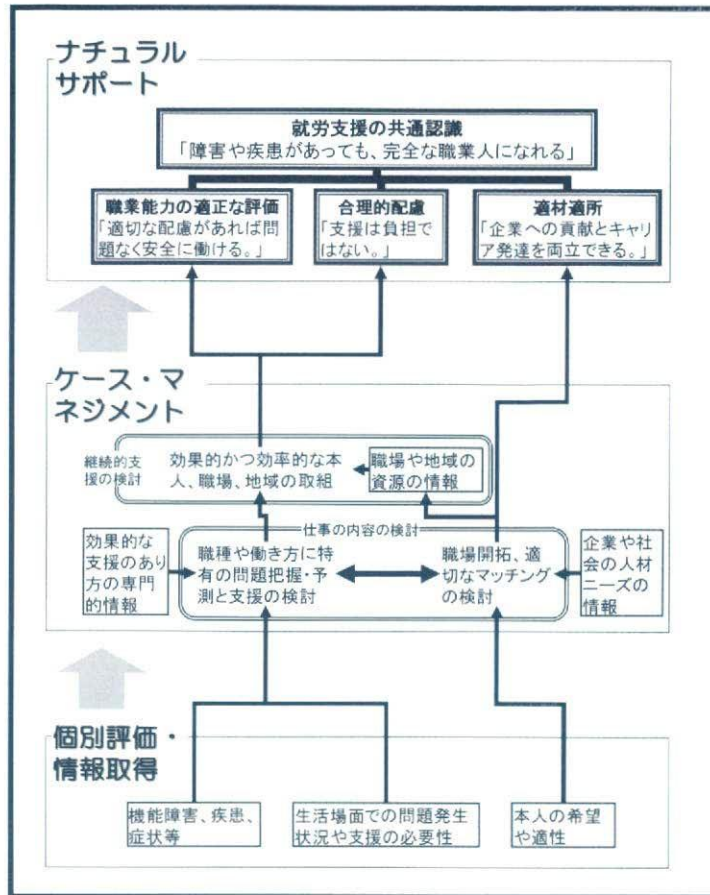 ナチュラル
サポート
就労支援の共通認識
「障害や疾患があっても、完全な職業人になれる」
職業能力の適正な評価
「適切な配慮があれば問
題なく安全に働ける。」
合理的配慮
「支援は負担で
はない。」
適材適所
「企業への貢献とキャリ
ア発達を両立できる。」
ケース・マ
ネジメント
継続的支
援の検討
効果的かつ効率的な本
人、職場、地域の取組
職場や地域の
資源の情報
仕事の内容の検討
効果的な
支援のあり
方の専門
的情報
職種や働き方に特
有の問題把握・予
測と支援の検討
職場開拓、適
切なマッチング
の検討
企業や社
会の人材
ニーズの
情報
個別評価・
情報取得
機能障害、疾患、
症状等
生活場面での問題発生
状況や支援の必要性
本人の希望
や適性